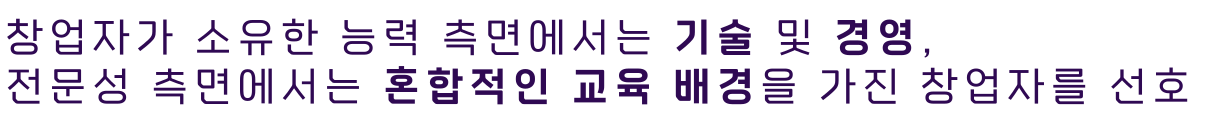 창업자가 소유한 능력 측면에서는 기술 및 경영,
전문성 측면에서는 혼합적인 교육 배경을 가진 창업자를 선호